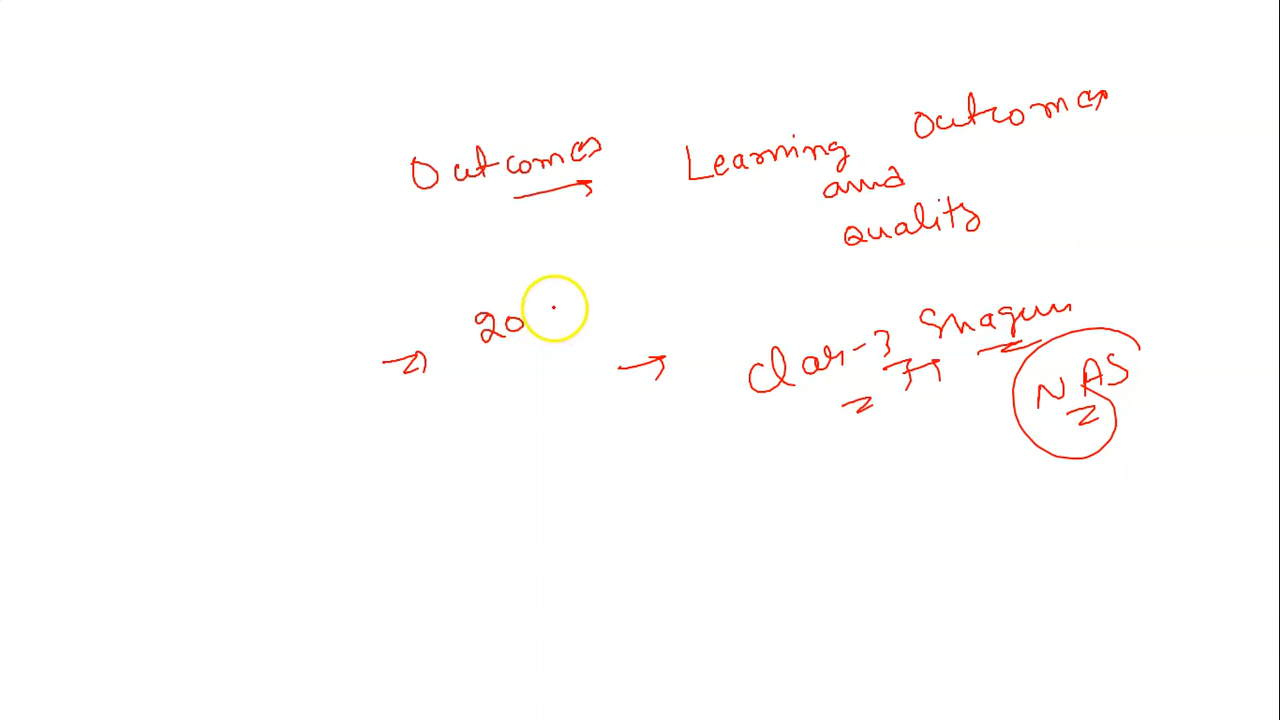 Outcomes Learning Outcomes
and
quality
20
Class-3 Shagun
NAS